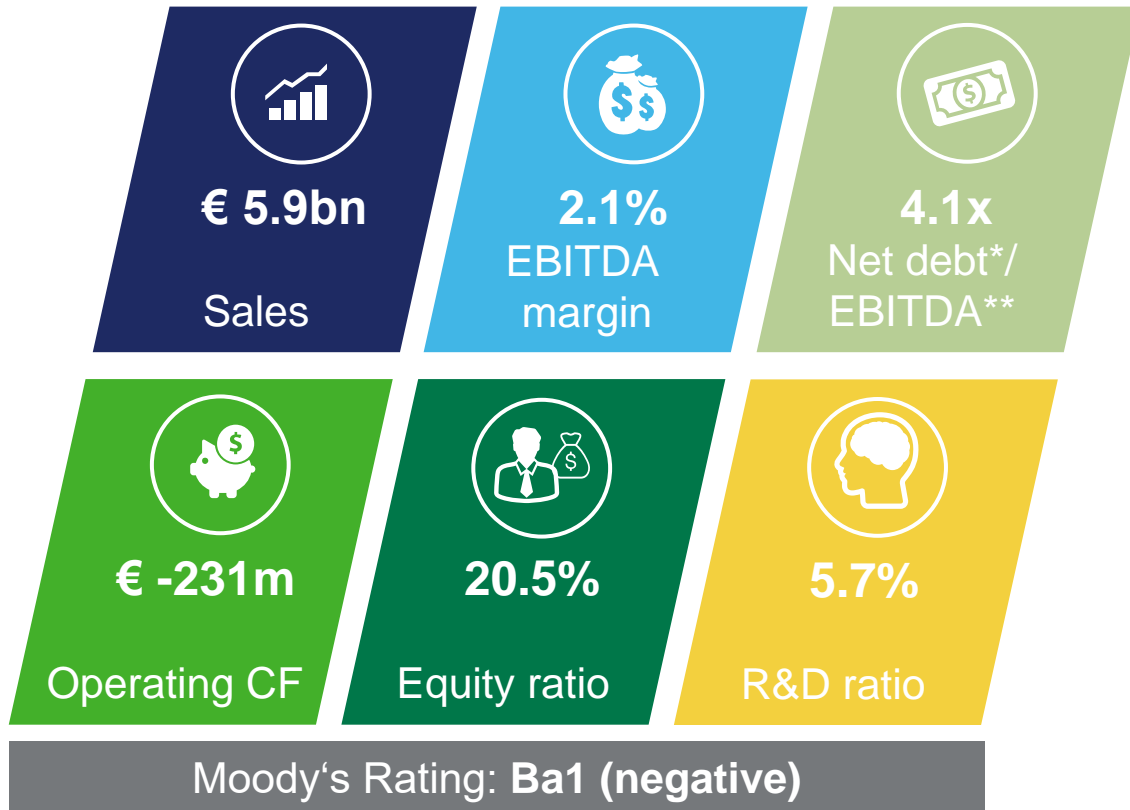 € 5.9bn
Sales
2.1%
EBITDA
margin
4.1x
Net debt*/
EBITDA**
€ -231m
Operating CF
20.5%
Equity ratio
5.7%
R&D ratio
Moody‘s Rating: Ba1 (negative)